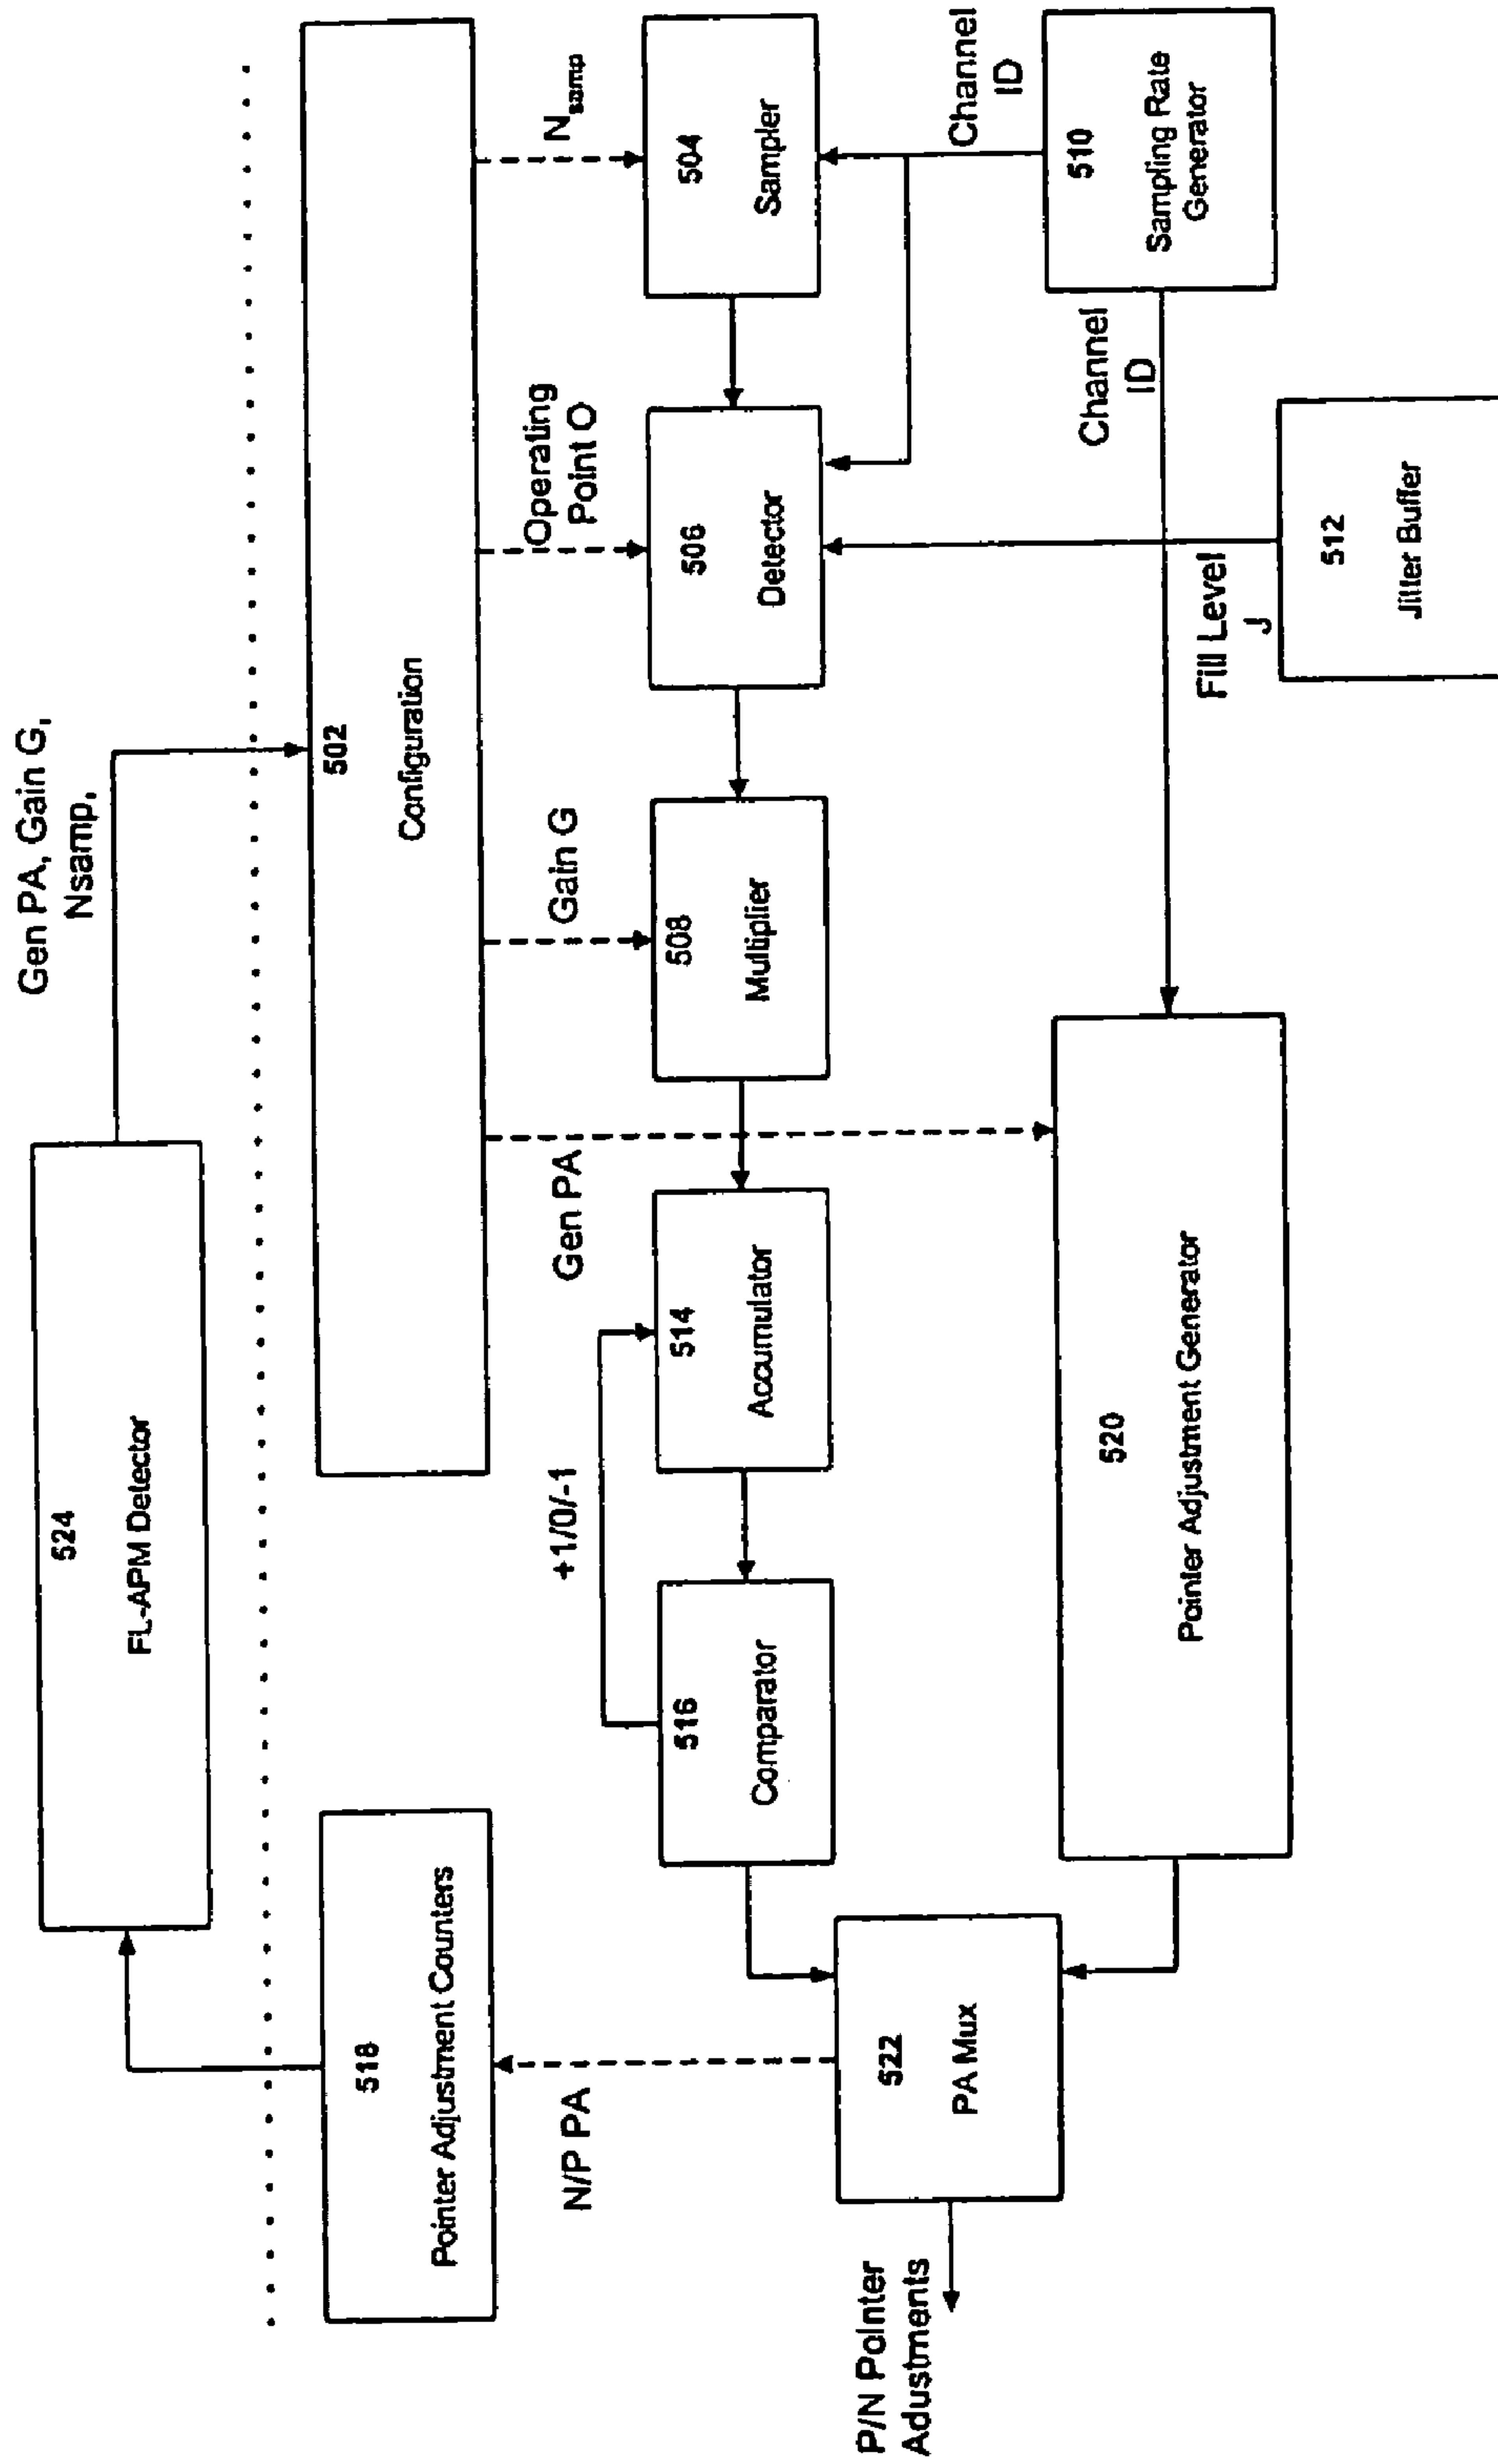 Gen PA, Gain G,
Nsamp,
524
FL-APM Detector
518
Pointer Adjustment Counters
502
Configuration
N/P PA
+1/0/-1
Gen PA
Gain G
Operating
Point O
Nsamp
516
Comparator
514
Accumulator
508
Multiplier
506
Detector
504
Sampler
P/N Pointer
Adustments
522
PA Mux
520
Pointer Adjustment Generator
Channel
ID
Channel
ID
510
Sampling Rate
Generator
Fill Level
J
512
Jitter Buffer